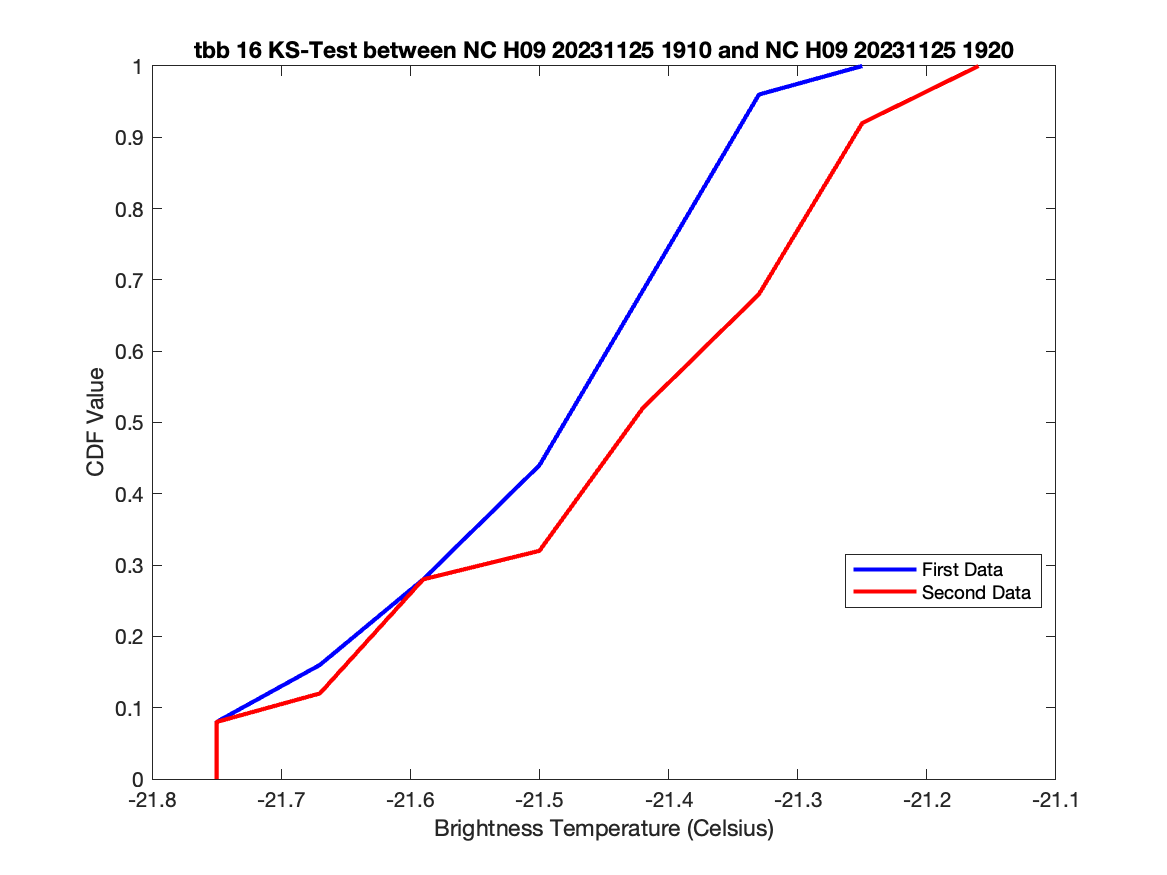 tbb 16 KS-Test between NC H09 20231125 1910 and NC H09 20231125 1920
1
0.9
0.8
0.7
0.6
0.5
0.4
0.3
0.2
0.1
0
CDF Value
First Data
Second Data
-21.8 -21.7 -21.6 -21.5 -21.4 -21.3 -21.2 -21.1
Brightness Temperature (Celsius)